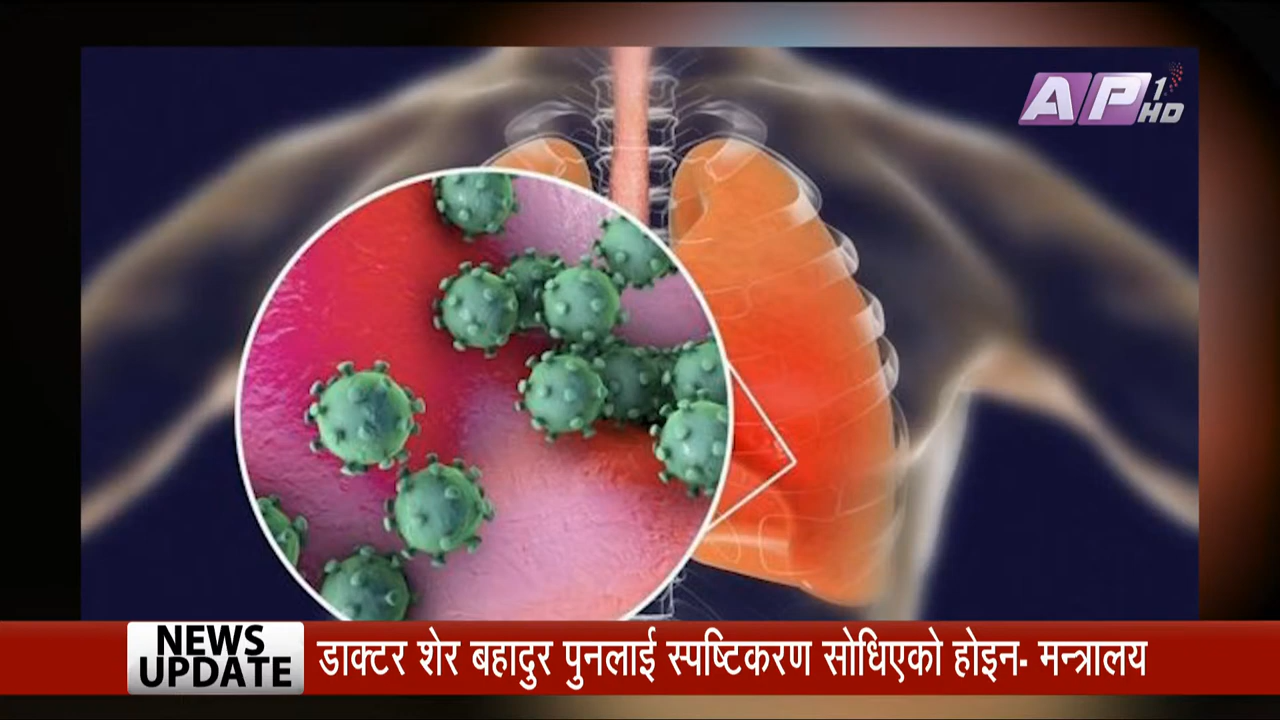 AP1 HD
NEWS UPDATE
डाक्टर शेर बहादुर पुनलाई स्पष्टिकरण सोधिएको होइन- मन्त्रालय